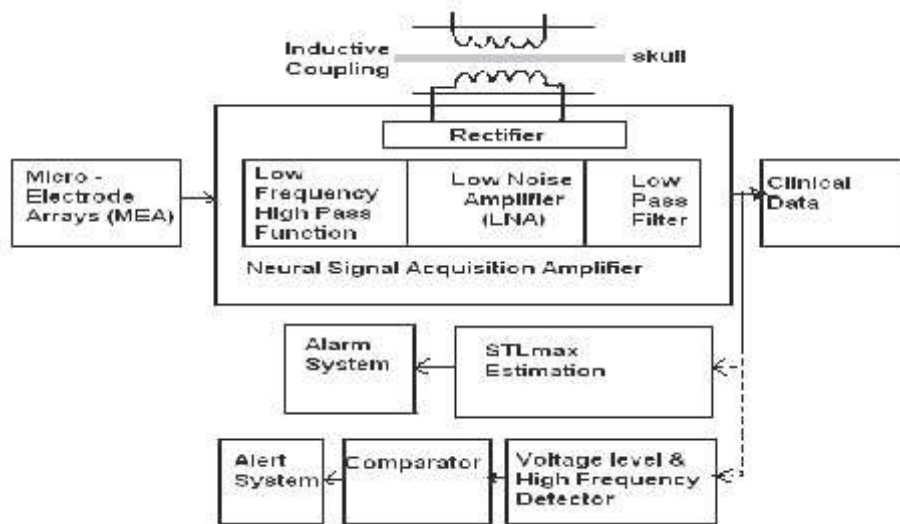 Inductive
Coupling
skull
Rectifier
Micro -
Electrode
Arrays (MEA)
Low
Frequency
High Pass
Function
Low Noise
Amplifier
(LNA)
Low
Pass
Filter
Clinical
Data
Neural Signal Acquisition Amplifier
Alarm
System
STLmax
Estimation
Alert
System
Comparator
Voltage level &
High Frequency
Detector